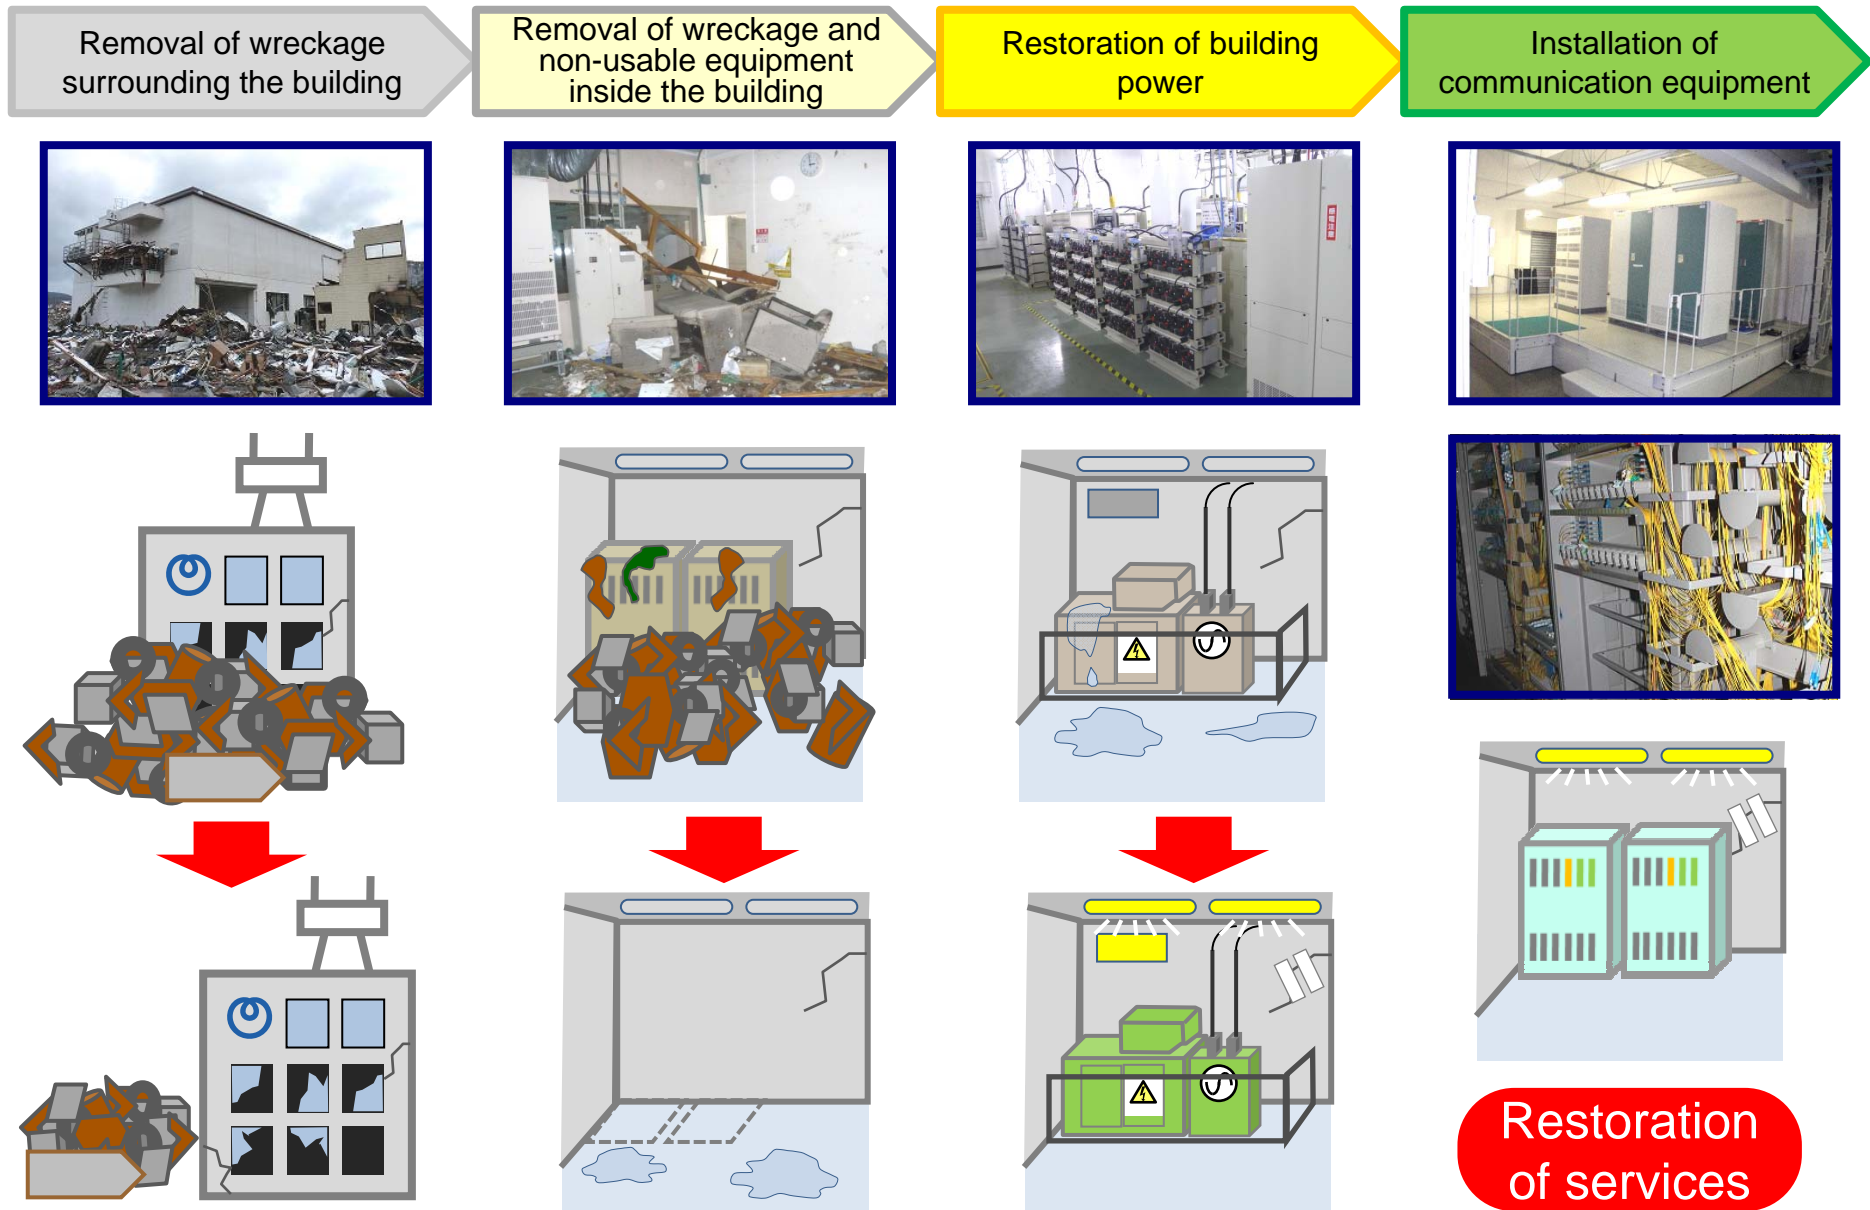 Removal of wreckage
surrounding the building
Removal of wreckage and
non-usable equipment
inside the building
Restoration of building
power
Installation of
communication equipment
Restoration
of services